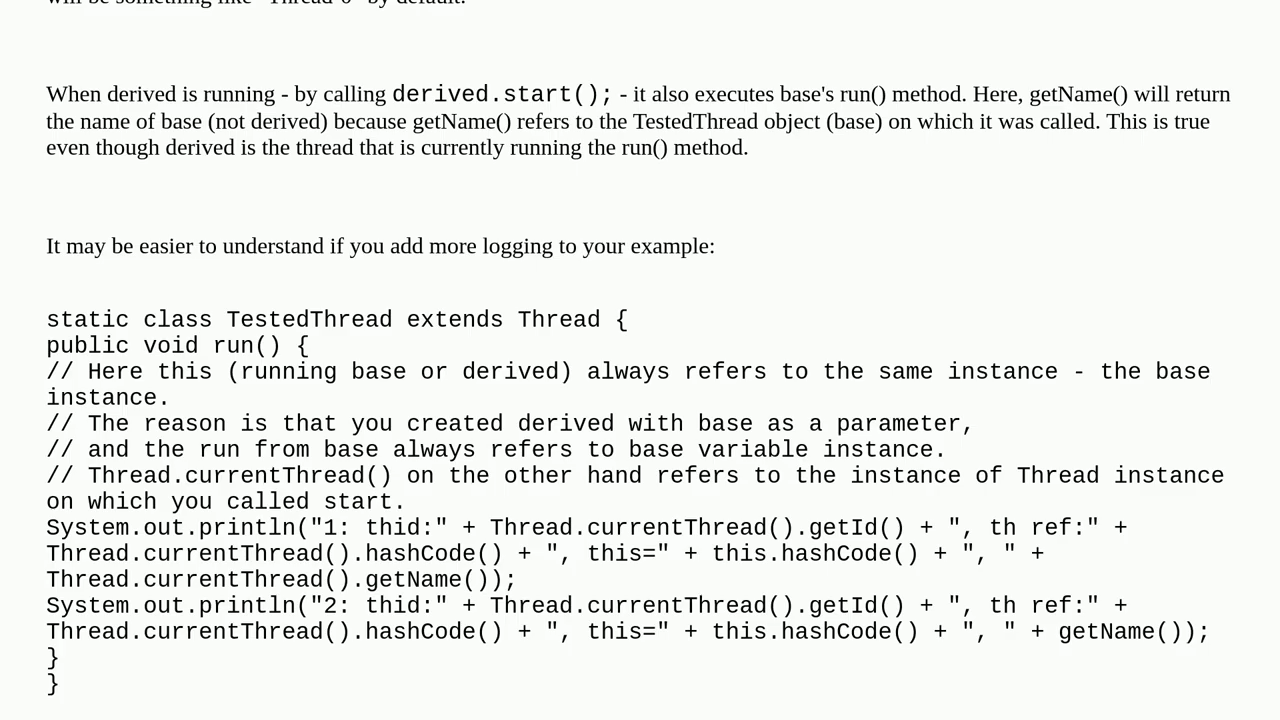 will be something like "Thread-0" by default.
When derived is running - by calling derived.start(); - it also executes base's run() method. Here, getName() will return
the name of base (not derived) because getName() refers to the TestedThread object (base) on which it was called. This is true
even though derived is the thread that is currently running the run() method.
It may be easier to understand if you add more logging to your example:
static class TestedThread extends Thread {
public void run() {
// Here this (running base or derived) always refers to the same instance - the base
instance.
// The reason is that you created derived with base as a parameter,
// and the run from base always refers to base variable instance.
// Thread.currentThread() on the other hand refers to the instance of Thread instance
on which you called start.
System.out.println("1: thid:" + Thread.currentThread().getId() + ", th ref:" +
Thread.currentThread().hashCode() + ", this=" + this.hashCode() + ", " +
Thread.currentThread().getName());
System.out.println("2: thid:" + Thread.currentThread().getId() + ", th ref:" +
Thread.currentThread().hashCode() + ", this=" + this.hashCode() + ", " + getName());
}
}